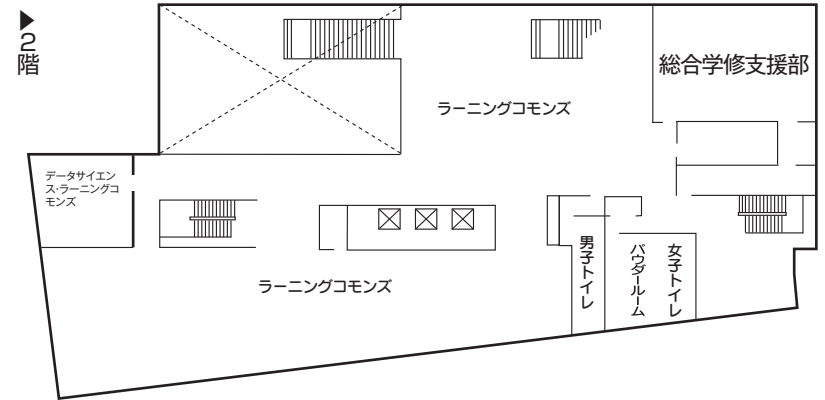 ▶2階
総合学修支援部
ラーニングコモンズ
データサイエン
ス・ラーニングコ
モンズ
ラーニングコモンズ
男子トイレ
パウダールーム
女子トイレ